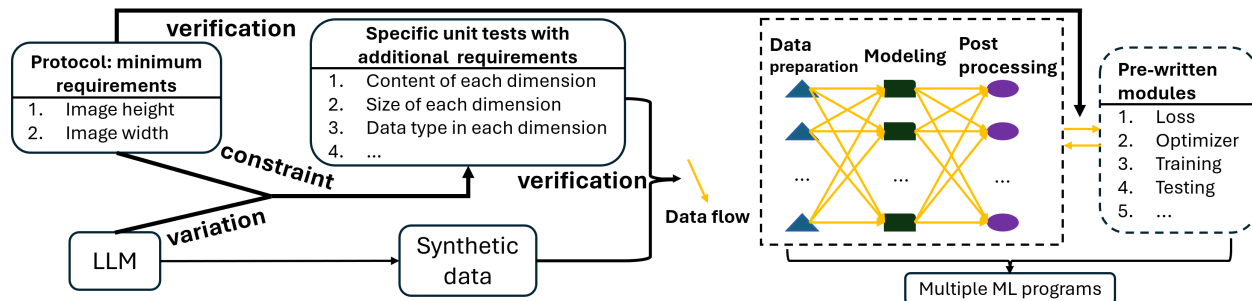 verification
Protocol: minimum
requirements
1. Image height
2. Image width
Specific unit tests with
additional requirements
1. Content of each dimension
2. Size of each dimension
3. Data type in each dimension
4. ...
constraint
variation
LLM
Synthetic
data
verification
Data flow
Data
preparation
Modeling
Post
processing
... ... ...
Pre-written
modules
1. Loss
2. Optimizer
3. Training
4. Testing
5. ...
Multiple ML programs